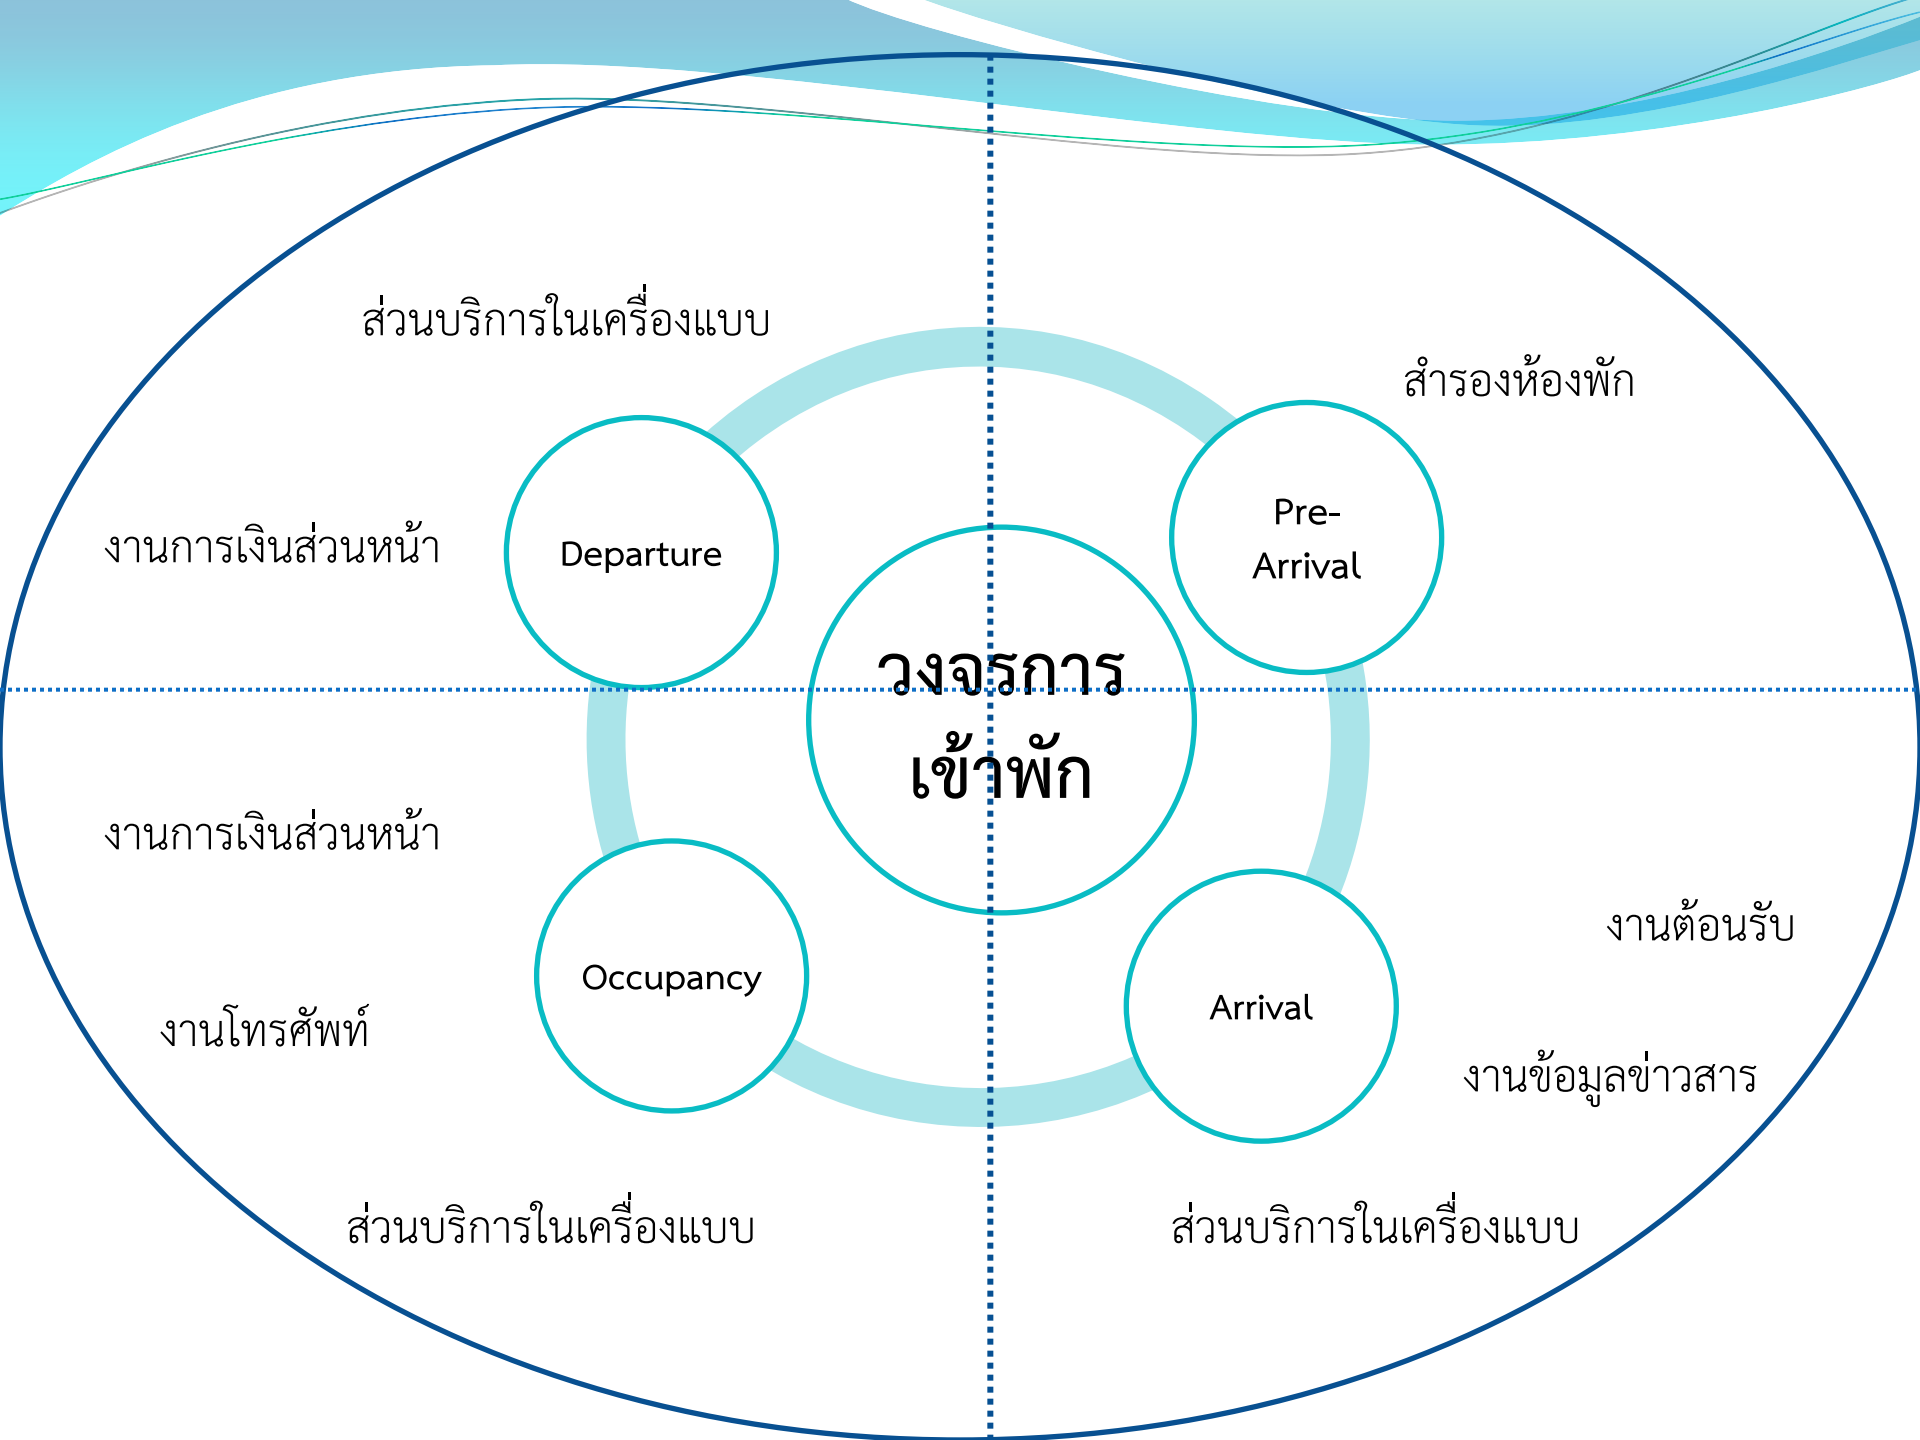 ส่วนบริการในเครื่องแบบ
สำรองห้องพัก
Pre-
Arrival
งานการเงินส่วนหน้า
Departure
วงจรการ
เข้าพัก
งานการเงินส่วนหน้า
งานต้อนรับ
Occupancy
Arrival
งานโทรศัพท์
งานข้อมูลข่าวสาร
ส่วนบริการในเครื่องแบบ
ส่วนบริการในเครื่องแบบ